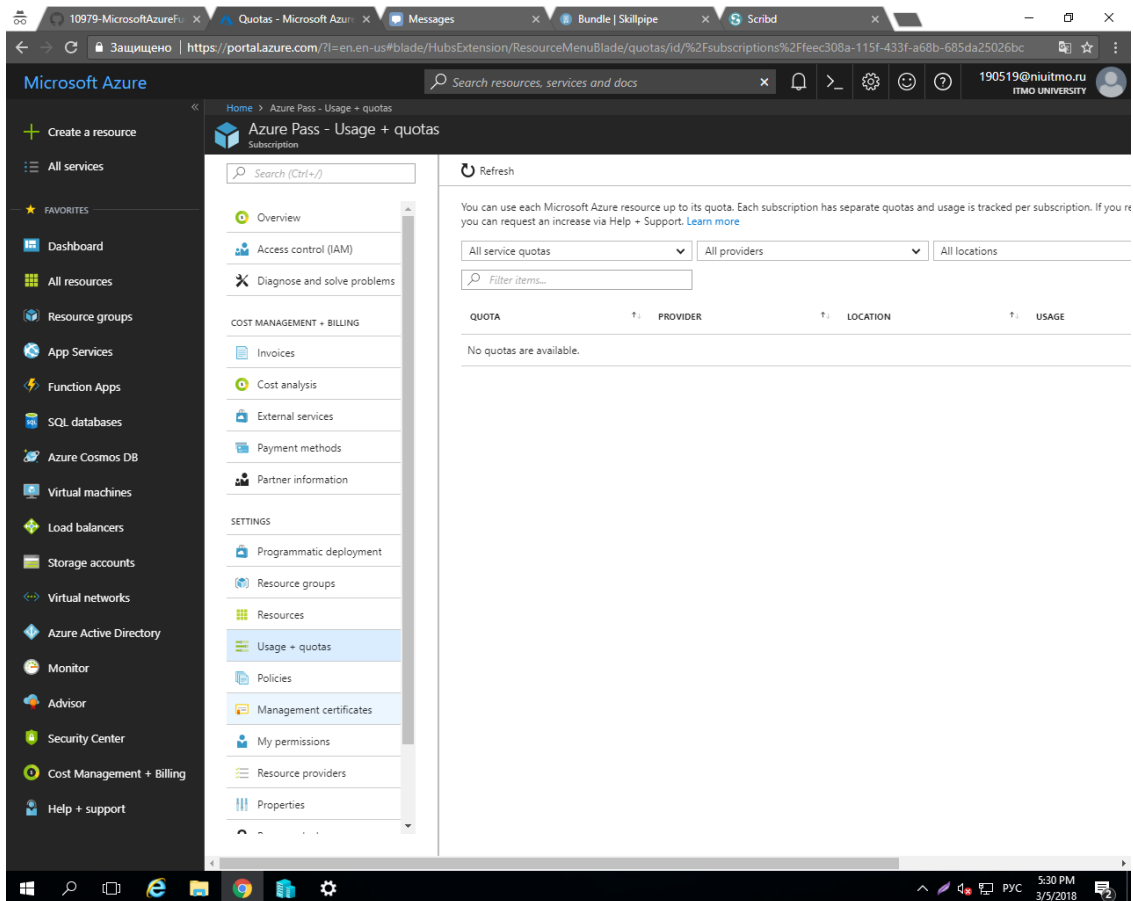 10979-MicrosoftAzureFu
Quotas - Microsoft Azure
Messages
Bundle | Skillpipe
Scribd
Защищено | https://portal.azure.com/?l=en.en-us#blade/HubsExtension/ResourceMenuBlade/quotas/id/%2Fsubscriptions%2Ffeec308a-115f-433f-a68b-685da25026bc
Microsoft Azure
Search resources, services and docs
190519@niuitmo.ru
ITMO UNIVERSITY
Home > Azure Pass - Usage + quotas
Azure Pass - Usage + quotas
Subscription
Create a resource
All services
FAVORITES
Dashboard
All resources
Resource groups
App Services
Function Apps
SQL databases
Azure Cosmos DB
Virtual machines
Load balancers
Storage accounts
Virtual networks
Azure Active Directory
Monitor
Advisor
Security Center
Cost Management + Billing
Help + support
Search (Ctrl+/)
Overview
Access control (IAM)
Diagnose and solve problems
COST MANAGEMENT + BILLING
Invoices
Cost analysis
External services
Payment methods
Partner information
SETTINGS
Programmatic deployment
Resource groups
Resources
Usage + quotas
Policies
Management certificates
My permissions
Resource providers
Properties
Refresh
You can use each Microsoft Azure resource up to its quota. Each subscription has separate quotas and usage is tracked per subscription. If you re
you can request an increase via Help + Support. Learn more
All service quotas
All providers
All locations
Filter items...
QUOTA PROVIDER LOCATION USAGE
No quotas are available.
РУС
5:30 PM
3/5/2018
2